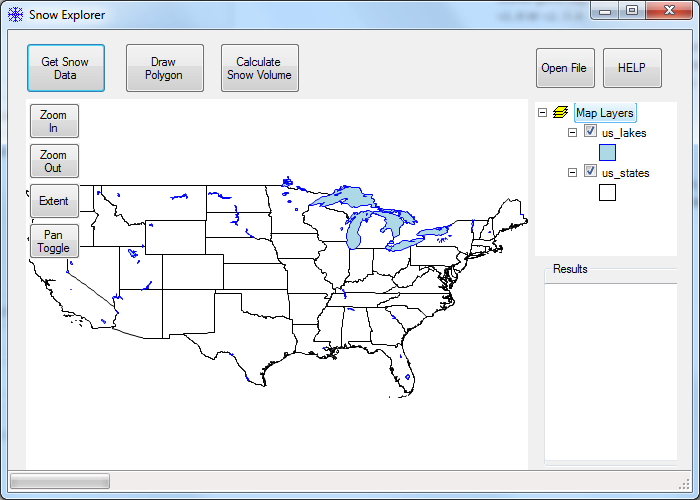 Snow Explorer
Get Snow
Data
Draw
Polygon
Calculate
Snow Volume
Open File
HELP
Zoom
In
Zoom
Out
Extent
Pan
Toggle
Map Layers
us_lakes
us_states
Results